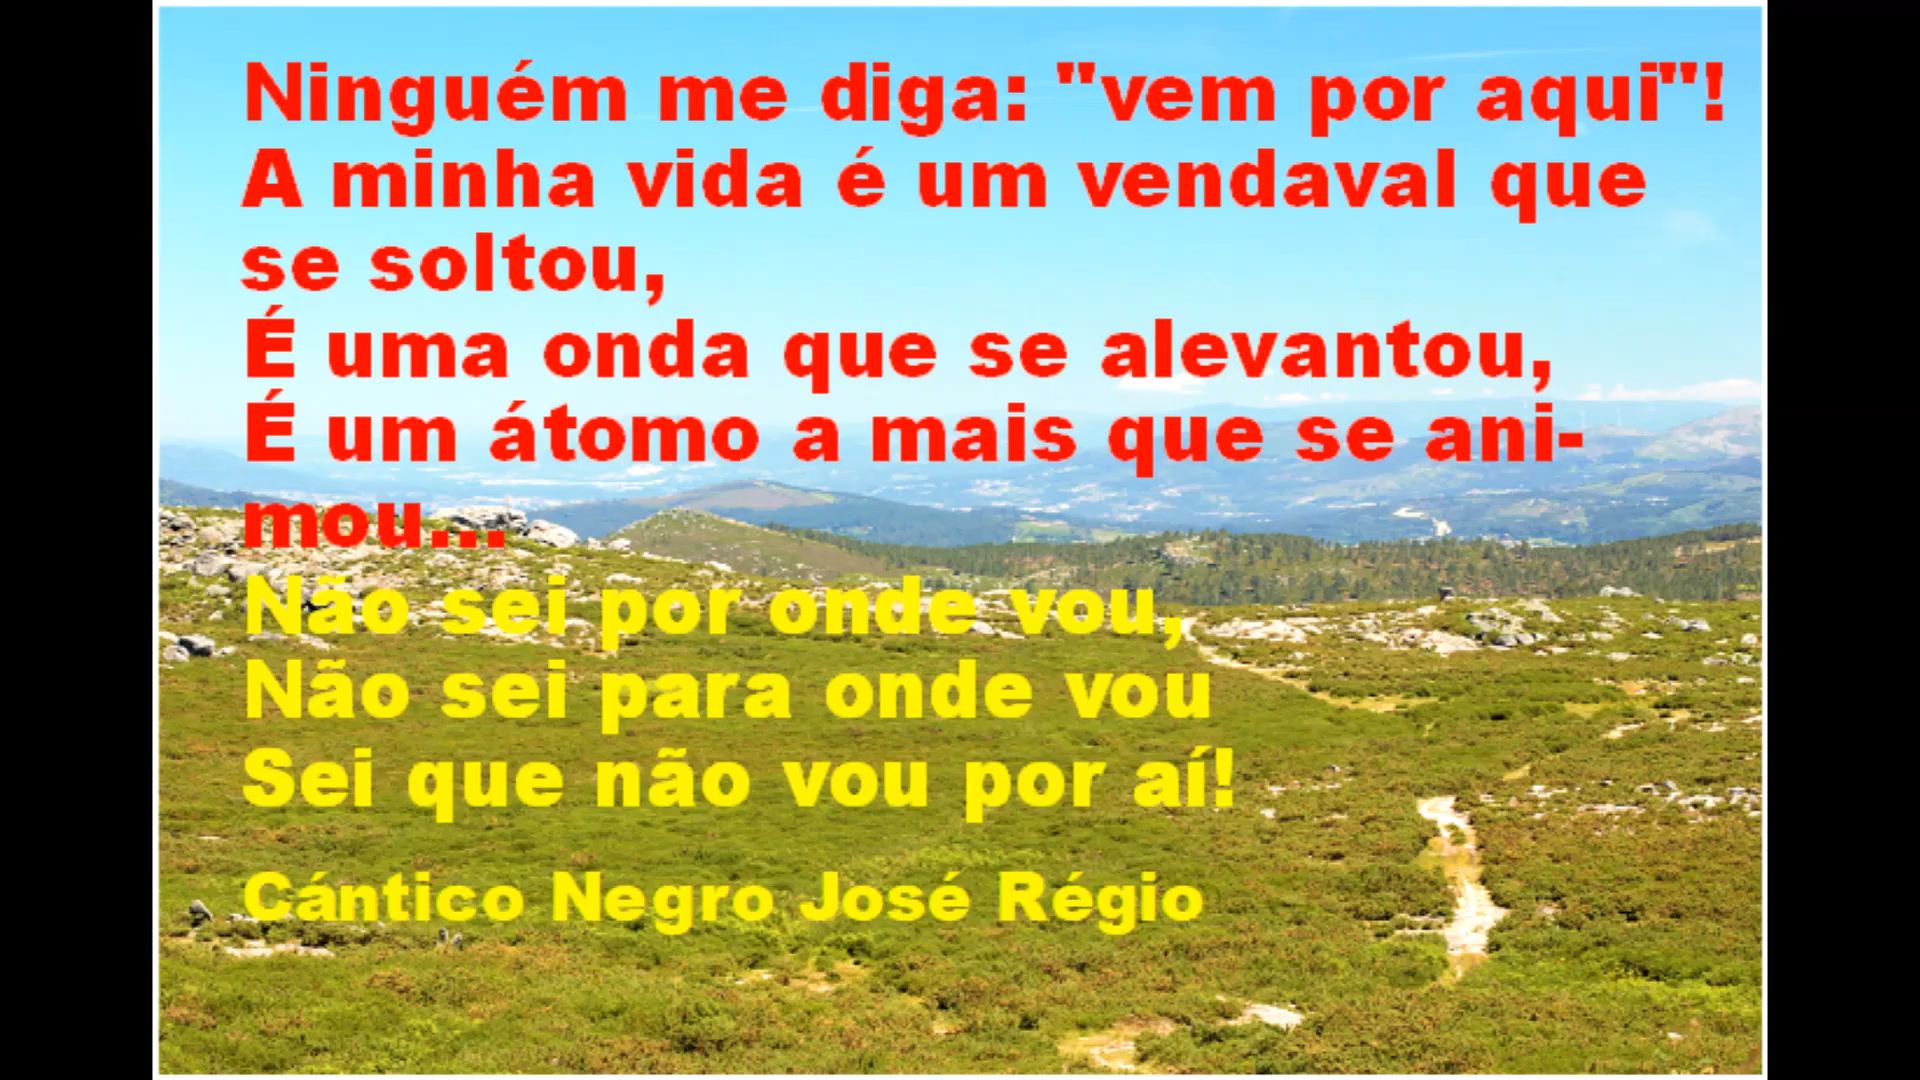 Ninguém me diga: "vem por aqui"!
A minha vida é um vendaval que
se soltou,
É uma onda que se alevantou,
É um átomo a mais que se ani-
mou...
Não sei por onde vou,
Não sei para onde vou
Sei que não vou por aí!
Cántico Negro José Régio